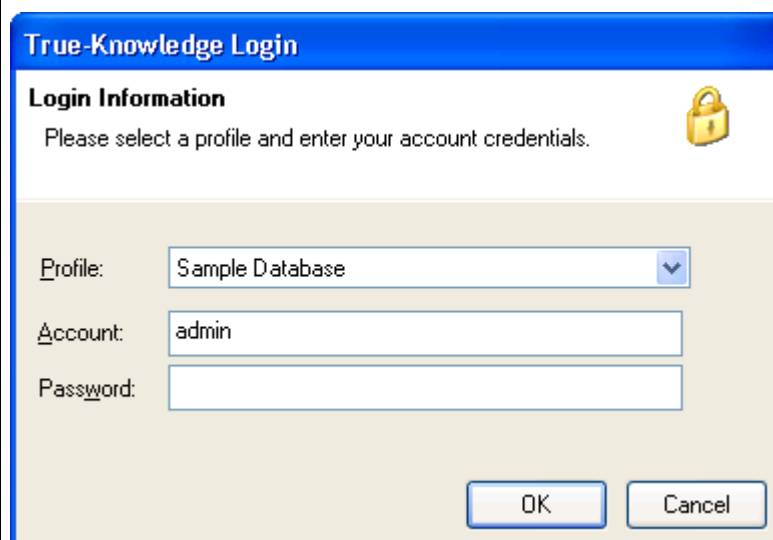 True-Knowledge Login
Login Information
Please select a profile and enter your account credentials.
Profile: Sample Database
Account: admin
Password:
OK Cancel